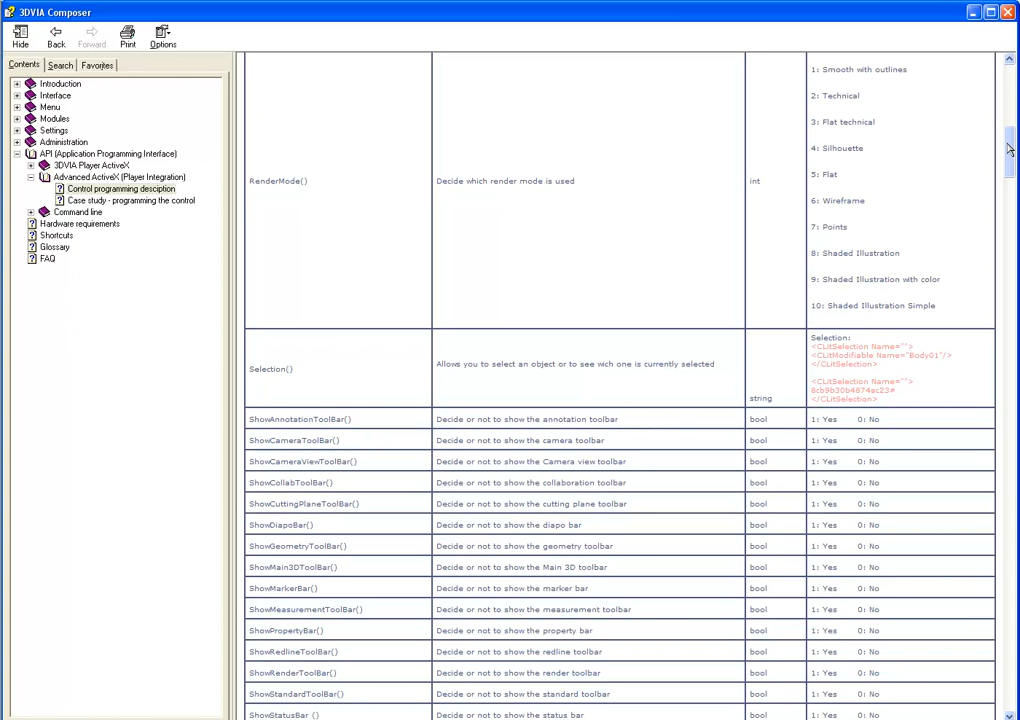 3DVIA Composer
Hide Back Forward Print Options
Contents Search Favorites
Introduction
Interface
Menu
Modules
Settings
Administration
API (Application Programming Interface)
3DVIA Player ActiveX
Advanced ActiveX (Player Integration)
Control programming desciption
Case study - programming the control
Command line
Hardware requirements
Shortcuts
Glossary
FAQ
1: Smooth with outlines
2: Technical
3: Flat technical
4: Silhouette
5: Flat
RenderMode() Decide which render mode is used int
6: Wireframe
7: Points
8: Shaded Illustration
9: Shaded Illustration with color
10: Shaded Illustration Simple
Selection() Allows you to select an object or to see wich one is currently selected string
Selection:
<CLitSelection Name="">
<CLitModifiable Name="Body01"/>
</CLitSelection>
<CLitSelection Name="">
8cb9b30b4874ac23#
</CLitSelection>
ShowAnnotationToolBar() Decide or not to show the annotation toolbar bool 1: Yes 0: No
ShowCameraToolBar() Decide or not to show the camera toolbar bool 1: Yes 0: No
ShowCameraViewToolBar() Decide or not to show the Camera view toolbar bool 1: Yes 0: No
ShowCollabToolBar() Decide or not to show the collaboration toolbar bool 1: Yes 0: No
ShowCuttingPlaneToolBar() Decide or not to show the cutting plane toolbar bool 1: Yes 0: No
ShowDiapoBar() Decide or not to show the diapo bar bool 1: Yes 0: No
ShowGeometryToolBar() Decide or not to show the geometry toolbar bool 1: Yes 0: No
ShowMain3DToolBar() Decide or not to show the Main 3D toolbar bool 1: Yes 0: No
ShowMarkerBar() Decide or not to show the marker bar bool 1: Yes 0: No
ShowMeasurementToolBar() Decide or not to show the measurement toolbar bool 1: Yes 0: No
ShowPropertyBar() Decide or not to show the property bar bool 1: Yes 0: No
ShowRedlineToolBar() Decide or not to show the redline toolbar bool 1: Yes 0: No
ShowRenderToolBar() Decide or not to show the render toolbar bool 1: Yes 0: No
ShowStandardToolBar() Decide or not to show the standard toolbar bool 1: Yes 0: No
ShowStatusBar () Decide or not to show the status bar bool 1: Yes 0: No